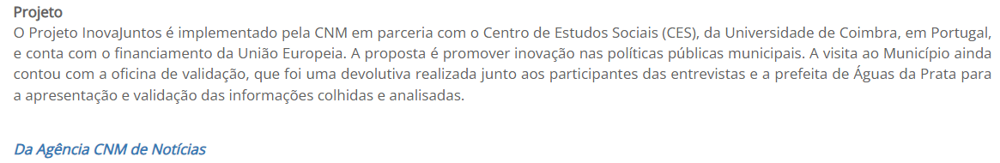 Projeto
O Projeto InovaJuntos é implementado pela CNM em parceria com o Centro de Estudos Sociais (CES), da Universidade de Coimbra, em Portugal,
e conta com o financiamento da União Europeia. A proposta é promover inovação nas políticas públicas municipais. A visita ao Município ainda
contou com a oficina de validação, que foi uma devolutiva realizada junto aos participantes das entrevistas e a prefeita de Águas da Prata para
a apresentação e validação das informações colhidas e analisadas.
Da Agência CNM de Notícias